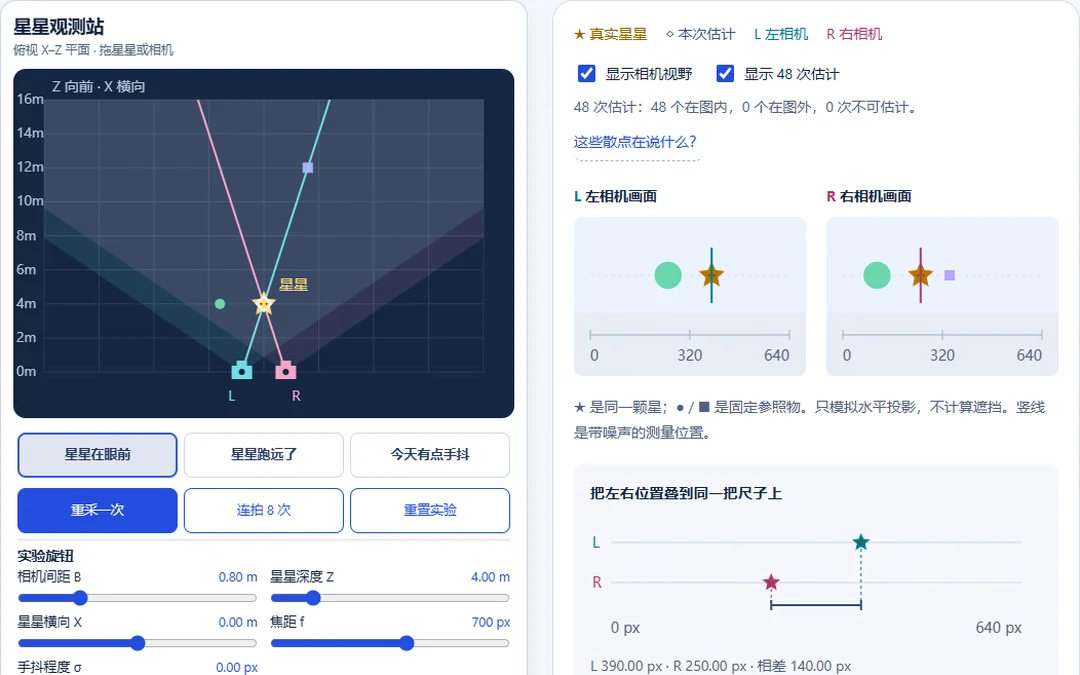 星星观测站
俯视 X–Z 平面 · 拖星星或相机
Z 向前 · X 横向
16m
14m
12m
10m
8m
6m
4m
2m
0m
星星
L
R
星星在眼前
星星跑远了
今天有点手抖
重采一次
连拍 8 次
重置实验
实验旋钮
相机间距 B 0.80 m
星星深度 Z 4.00 m
星星横向 X 0.00 m
焦距 f 700 px
手抖程度 σ 0.00 px
★ 真实星星 ◇ 本次估计 L 左相机 R 右相机
显示相机视野 显示 48 次估计
48 次估计：48 个在图内，0 个在图外，0 次不可估计。
这些散点在说什么？
L 左相机画面
0 320 640
R 右相机画面
0 320 640
★ 是同一颗星；● / ■ 是固定参照物。只模拟水平投影，不计算遮挡。竖线
是带噪声的测量位置。
把左右位置叠到同一把尺子上
L
R
0 px 640 px
L 390.00 px · R 250.00 px · 相差 140.00 px